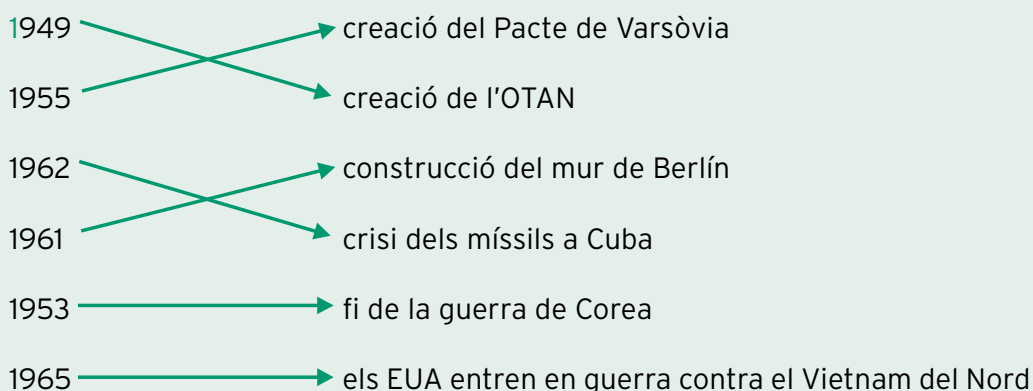 1949 creació del Pacte de Varsòvia
1955 creació de l'OTAN
1962 construcció del mur de Berlín
1961 crisi dels míssils a Cuba
1953 fi de la guerra de Corea
1965 els EUA entren en guerra contra el Vietnam del Nord